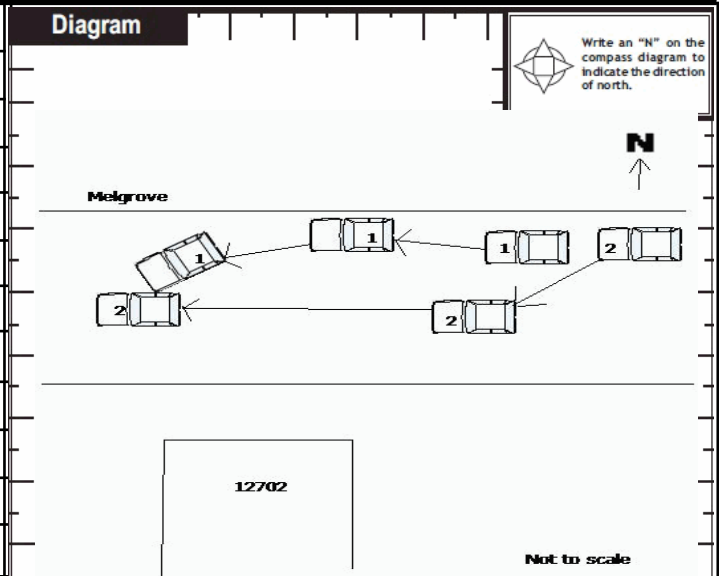 Diagram
Write an “N” on the
compass diagram to
indicate the direction
of north.
N
Melgrove
1
1
1
2
2
2
12702
Not to scale